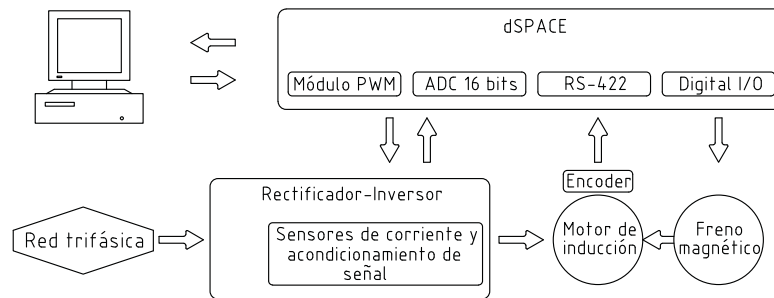 dSPACE
Módulo PWM
ADC 16 bits
RS-422
Digital I/O
Rectificador-Inversor
Encoder
Red trifásica
Sensores de corriente y
acondicionamiento de
señal
Motor de
inducción
Freno
magnético